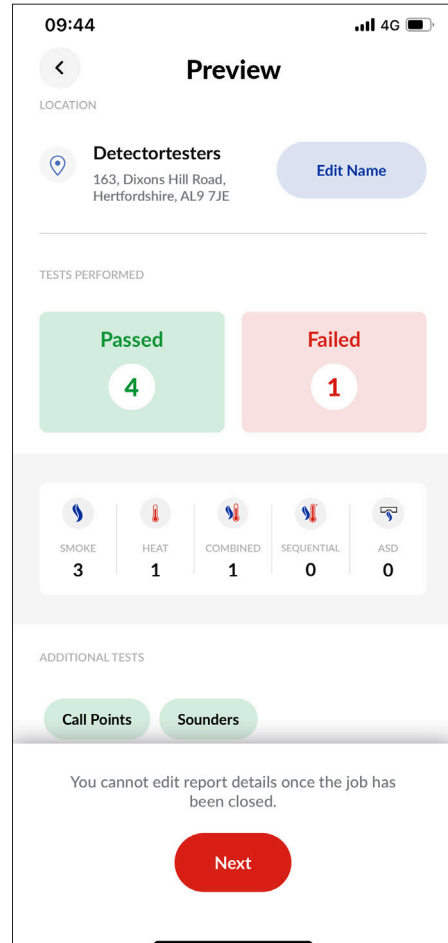 09:44
4G
Preview
LOCATION
Detectortesters
163, Dixons Hill Road,
Hertfordshire, AL9 7JE
Edit Name
TESTS PERFORMED
Passed
4
Failed
1
SMOKE
3
HEAT
1
COMBINED
1
SEQUENTIAL
0
ASD
0
ADDITIONAL TESTS
Call Points
Sounders
You cannot edit report details once the job has
been closed.
Next